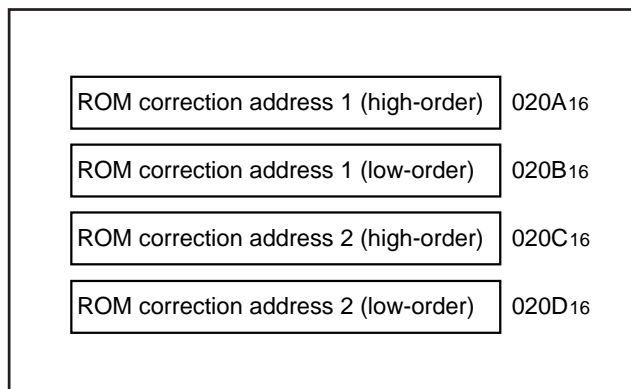 ROM correction address 1 (high-order) 020A16
ROM correction address 1 (low-order) 020B16
ROM correction address 2 (high-order) 020C16
ROM correction address 2 (low-order) 020D16